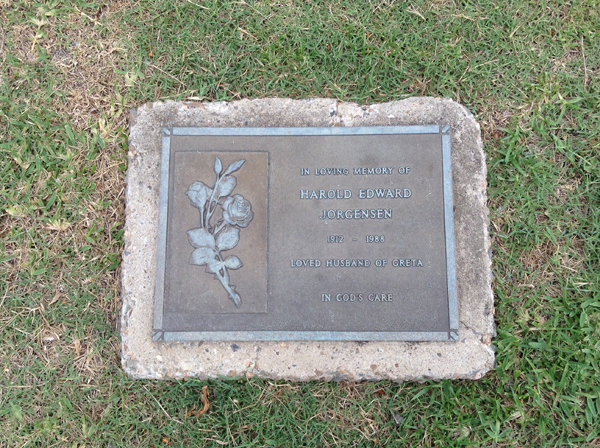 IN LOVING MEMORY OF
HAROLD EDWARD
JORGENSEN
1912 - 1988
LOVED HUSBAND OF GRETA
IN GOD'S CARE